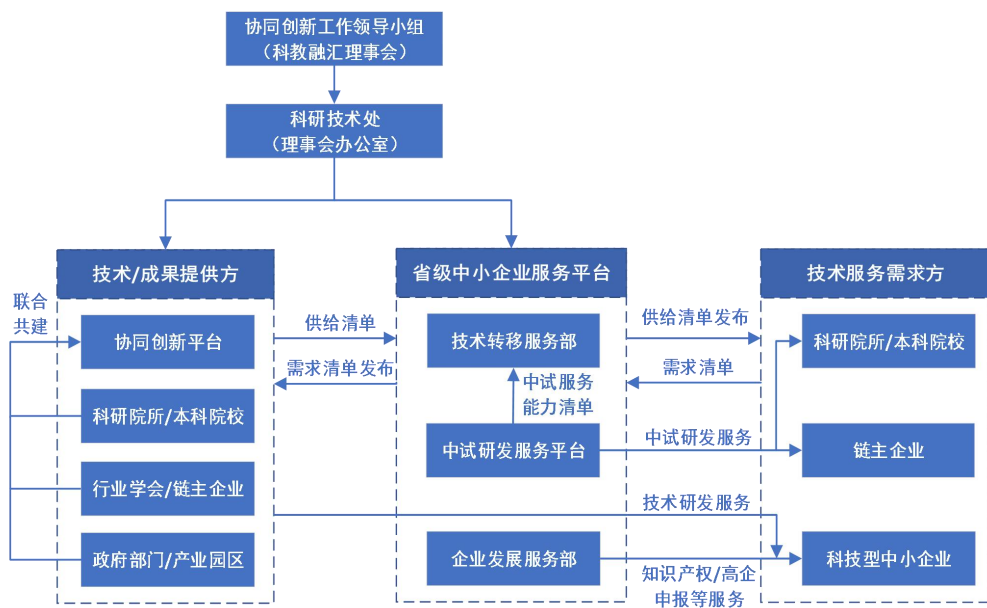 协同创新工作领导小组
（科教融汇理事会）
科研技术处
（理事会办公室）
技术/成果提供方
省级中小企业服务平台
技术服务需求方
联合
共建
协同创新平台
科研院所/本科院校
行业学会/链主企业
政府部门/产业园区
供给清单
需求清单发布
技术转移服务部
中试服务
能力清单
中试研发服务平台
企业发展服务部
供给清单发布
需求清单
中试研发服务
技术研发服务
知识产权/高企
申报等服务
科研院所/本科院校
链主企业
科技型中小企业